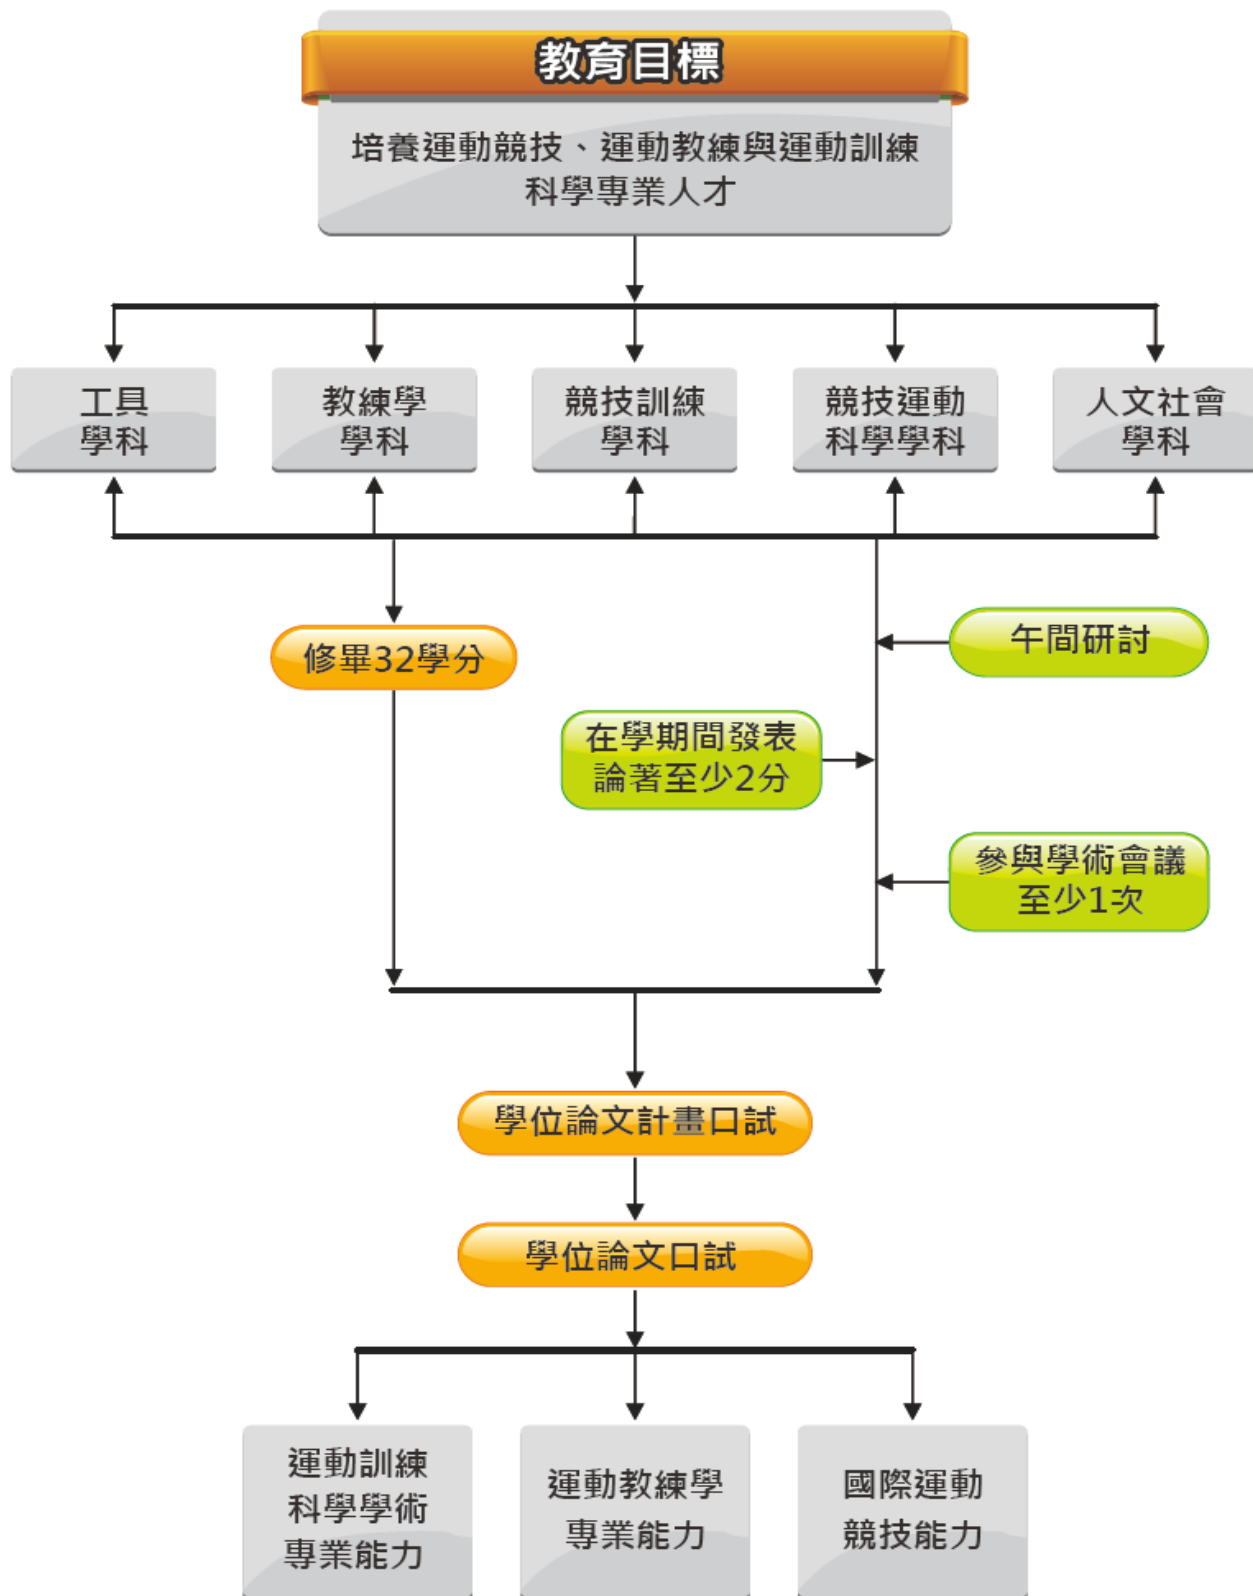 教育目標
培養運動競技、運動教練與運動訓練
科學專業人才
工具
學科
教練學
學科
競技訓練
學科
競技運動
科學學科
人文社會
學科
修畢32學分
午間研討
在學期間發表
論著至少2分
參與學術會議
至少1次
學位論文計畫口試
學位論文口試
運動訓練
科學學術
專業能力
運動教練學
專業能力
國際運動
競技能力